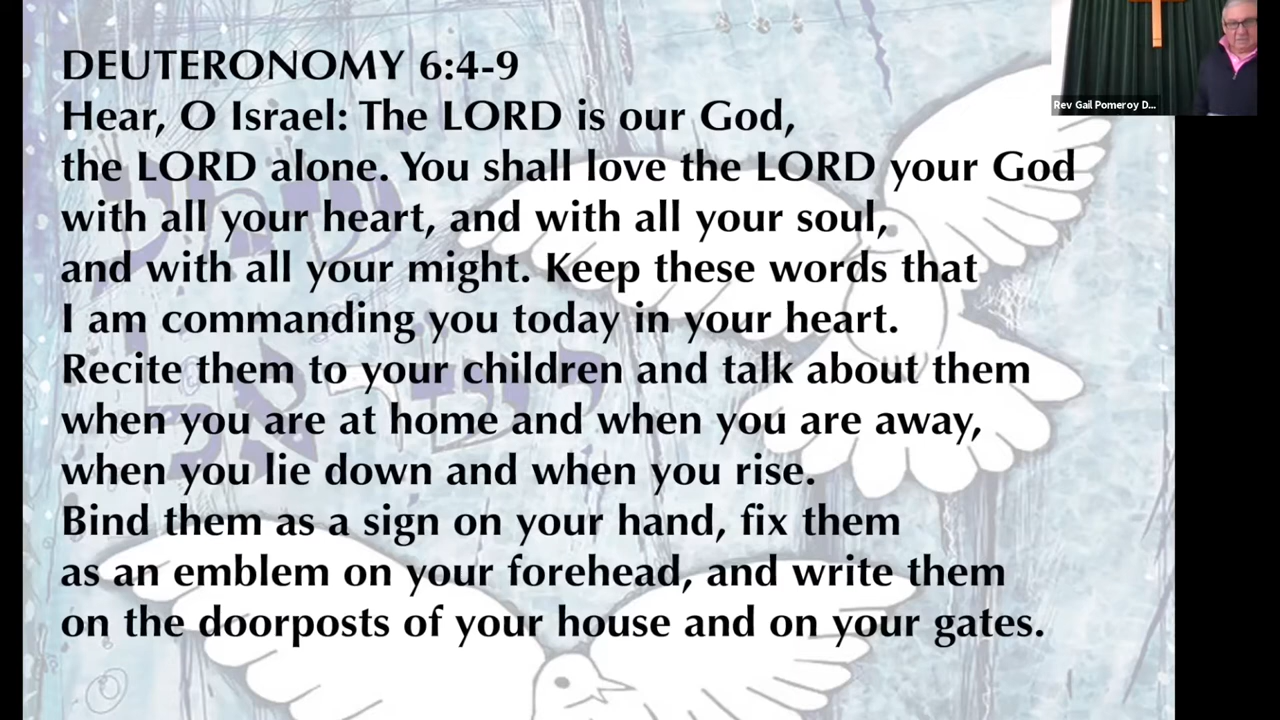 DEUTERONOMY 6:4-9
Hear, O Israel: The LORD is our God,
the LORD alone. You shall love the LORD your God
with all your heart, and with all your soul,
and with all your might. Keep these words that
I am commanding you today in your heart.
Recite them to your children and talk about them
when you are at home and when you are away,
when you lie down and when you rise.
Bind them as a sign on your hand, fix them
as an emblem on your forehead, and write them
on the doorposts of your house and on your gates.
Rev Gail Pomeroy D...
שמע
ישראל